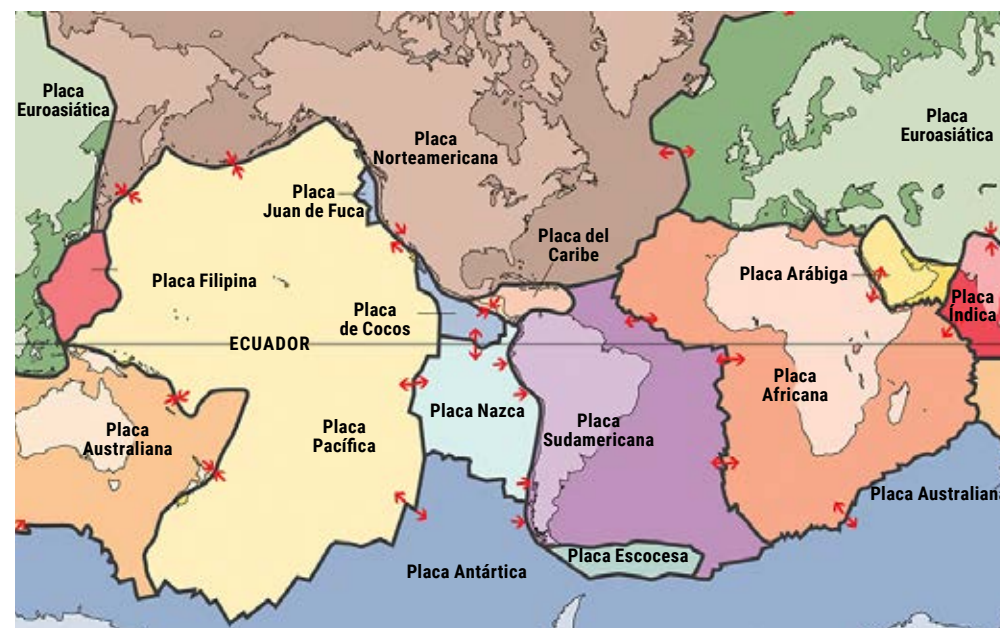 Placa
Euroasiática
Placa
Norteamericana
Placa
Euroasiática
Placa
Juan de Fuca
Placa del
Caribe
Placa Filipina
Placa Arábiga
Placa
Índica
Placa
de Cocos
ECUADOR
Placa
Africana
Placa Nazca
Placa
Australiana
Placa
Pacífica
Placa
Sudamericana
Placa Australiana
Placa Escocesa
Placa Antártica